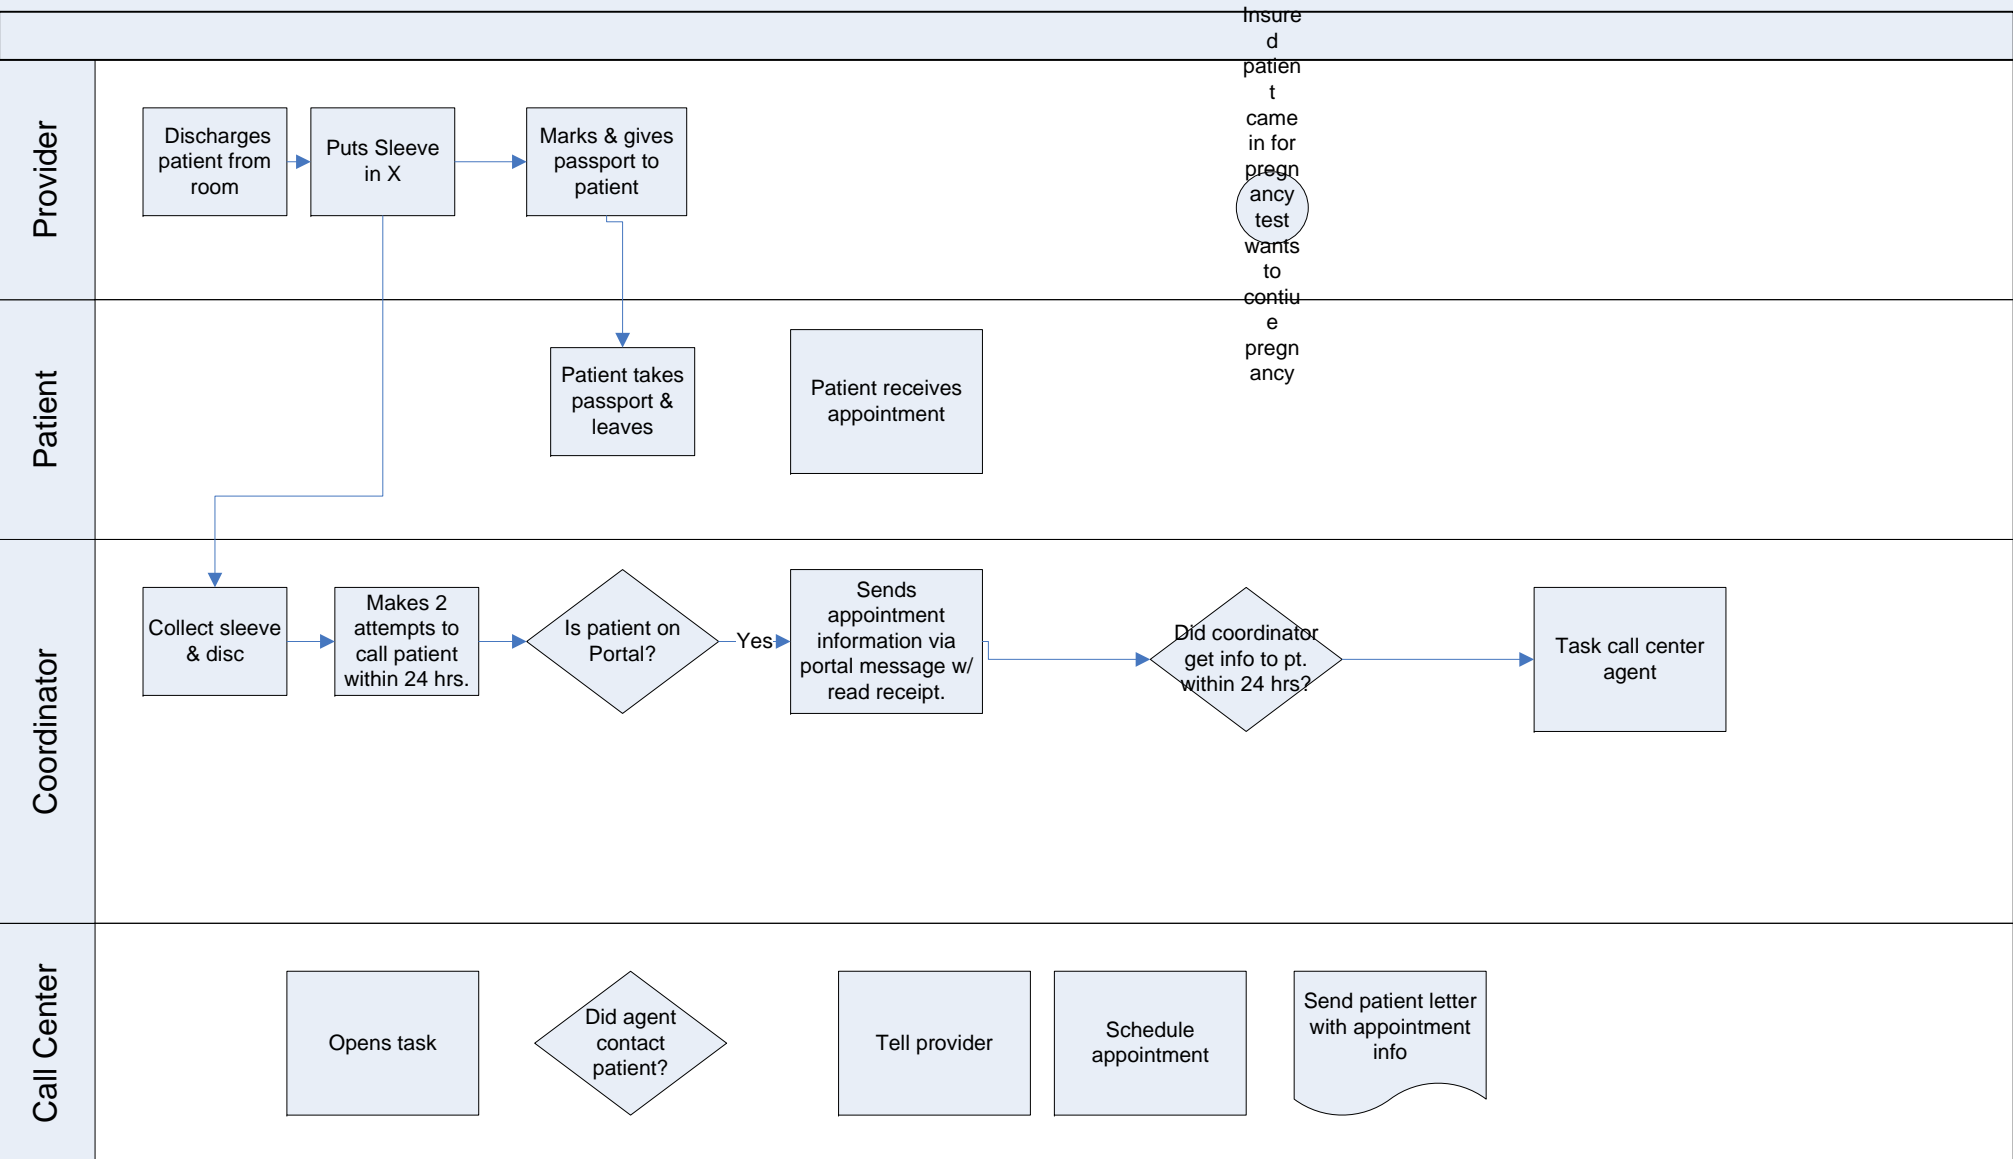 Insure
d
patien
t
came
in for
pregn
ancy
test
wants
to
contiu
e
pregn
ancy
Provider
Discharges
patient from
room
Puts Sleeve
in X
Marks & gives
passport to
patient
Patient
Patient takes
passport &
leaves
Patient receives
appointment
Coordinator
Collect sleeve
& disc
Makes 2
attempts to
call patient
within 24 hrs.
Is patient on
Portal?
Yes
Sends
appointment
information via
portal message w/
read receipt.
Did coordinator
get info to pt.
within 24 hrs?
Task call center
agent
Call Center
Opens task
Did agent
contact
patient?
Tell provider
Schedule
appointment
Send patient letter
with appointment
info